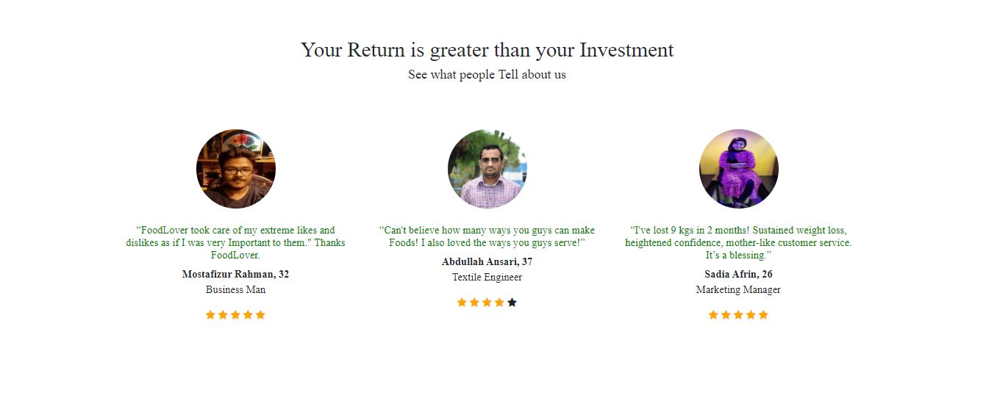 Your Return is greater than your Investment
See what people Tell about us
“FoodLover took care of my extreme likes and
dislikes as if I was very Important to them." Thanks
FoodLover.
Mostafizur Rahman, 32
Business Man
“Can't believe how many ways you guys can make
Foods! I also loved the ways you guys serve!”
Abdullah Ansari, 37
Textile Engineer
“I've lost 9 kgs in 2 months! Sustained weight loss,
heightened confidence, mother-like customer service.
It’s a blessing.”
Sadia Afrin, 26
Marketing Manager